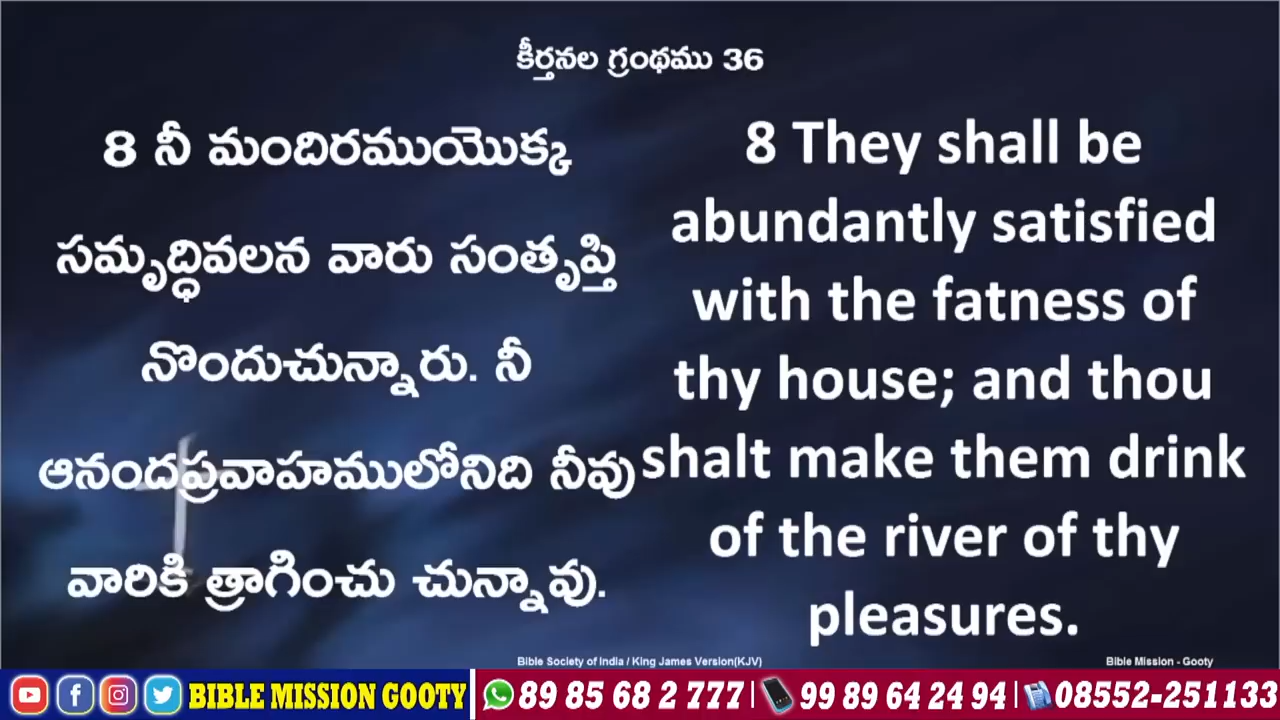 కీర్తనల గ్రంథము 36
8 నీ మందిరముయొక్క
సమృద్ధివలన వారు సంతృప్తి
నొందుచున్నారు. నీ
ఆనందప్రవాహములోనిది నీవు
వారికి త్రాగించు చున్నావు.
8 They shall be
abundantly satisfied
with the fatness of
thy house; and thou
shalt make them drink
of the river of thy
pleasures.
Bible Society of India / King James Version(KJV)
Bible Mission - Gooty
BIBLE MISSION GOOTY
89 85 68 2 777
99 89 64 24 94
08552-251133